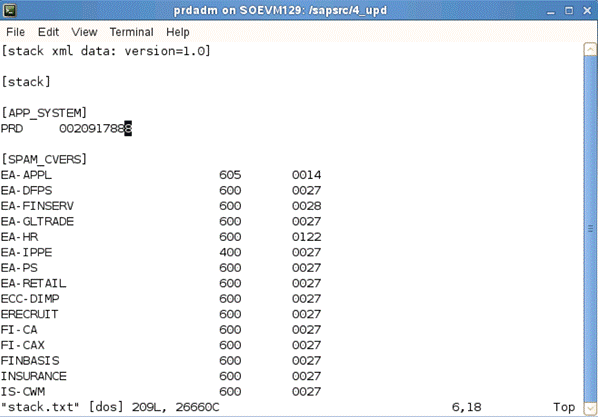 prdadm on SOEVM129: /sapsrc/4_upd
File Edit View Terminal Help
[stack xml data: version=1.0]
[stack]
[APP_SYSTEM]
PRD 0020917888
[SPAM_CVERS]
EA-APPL 605 0014
EA-DFPS 600 0027
EA-FINSERV 600 0028
EA-GLTRADE 600 0027
EA-HR 600 0122
EA-IPPE 400 0027
EA-PS 600 0027
EA-RETAIL 600 0027
ECC-DIMP 600 0027
ERECRUIT 600 0027
FI-CA 600 0027
FI-CAX 600 0027
FINBASIS 600 0027
INSURANCE 600 0027
IS-CWM 600 0027
"stack.txt" [dos] 209L, 26660C 6,18 Top